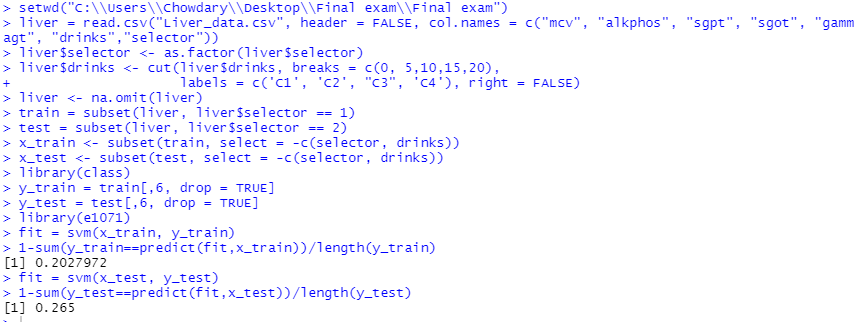 > setwd("C:\\Users\\Chowdary\\Desktop\\Final exam\\Final exam")
> liver = read.csv("Liver_data.csv", header = FALSE, col.names = c("mcv", "alkphos", "sgpt", "sgot", "gamm
agt", "drinks","selector"))
> liver$selector <- as.factor(liver$selector)
> liver$drinks <- cut(liver$drinks, breaks = c(0, 5,10,15,20),
+                     labels = c('C1', 'C2', "C3", 'C4'), right = FALSE)
> liver <- na.omit(liver)
> train = subset(liver, liver$selector == 1)
> test = subset(liver, liver$selector == 2)
> x_train <- subset(train, select = -c(selector, drinks))
> x_test <- subset(test, select = -c(selector, drinks))
> library(class)
> y_train = train[,6, drop = TRUE]
> y_test = test[,6, drop = TRUE]
> library(e1071)
> fit = svm(x_train, y_train)
> 1-sum(y_train==predict(fit,x_train))/length(y_train)
[1] 0.2027972
> fit = svm(x_test, y_test)
> 1-sum(y_test==predict(fit,x_test))/length(y_test)
[1] 0.265
>